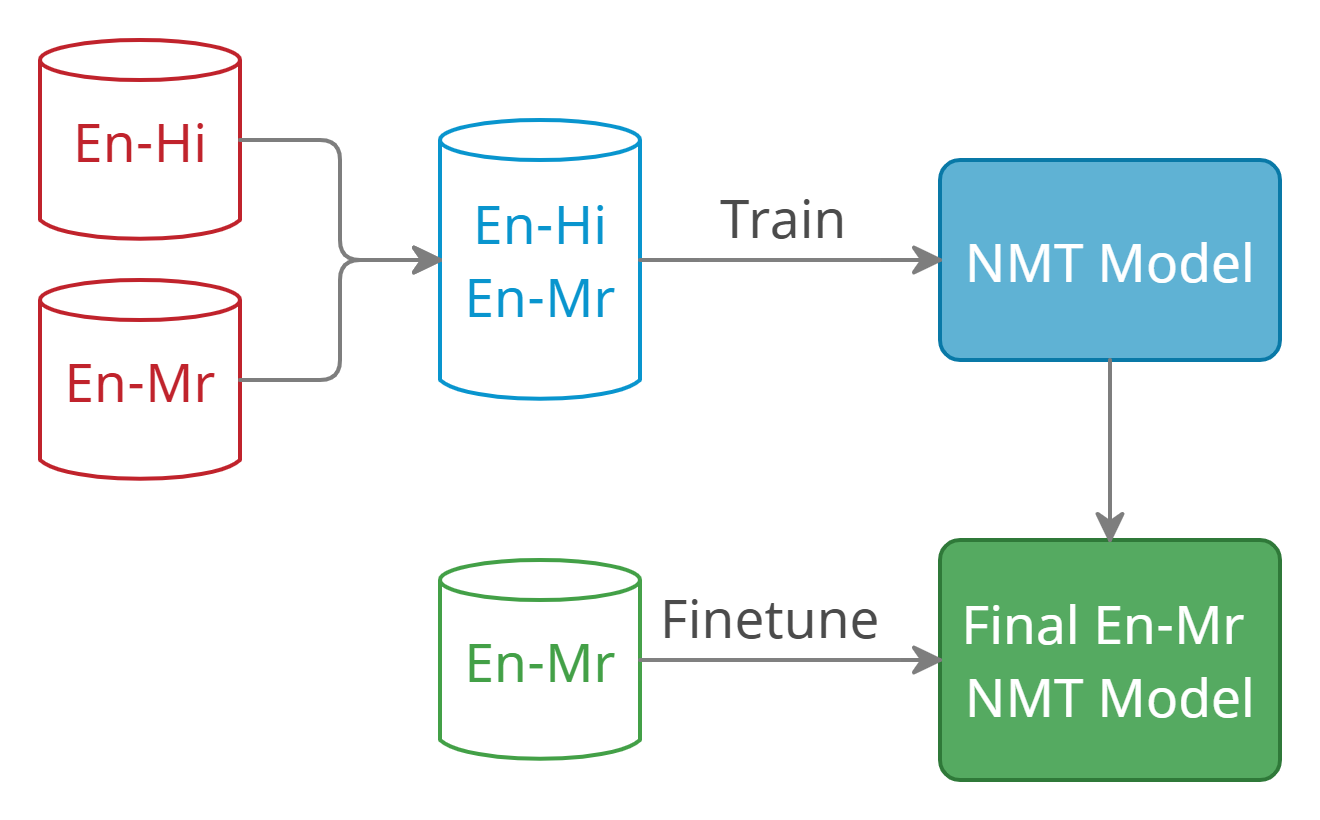 En-Hi
En-Mr
En-Hi
En-Mr
Train
NMT Model
En-Mr
Finetune
Final En-Mr
NMT Model